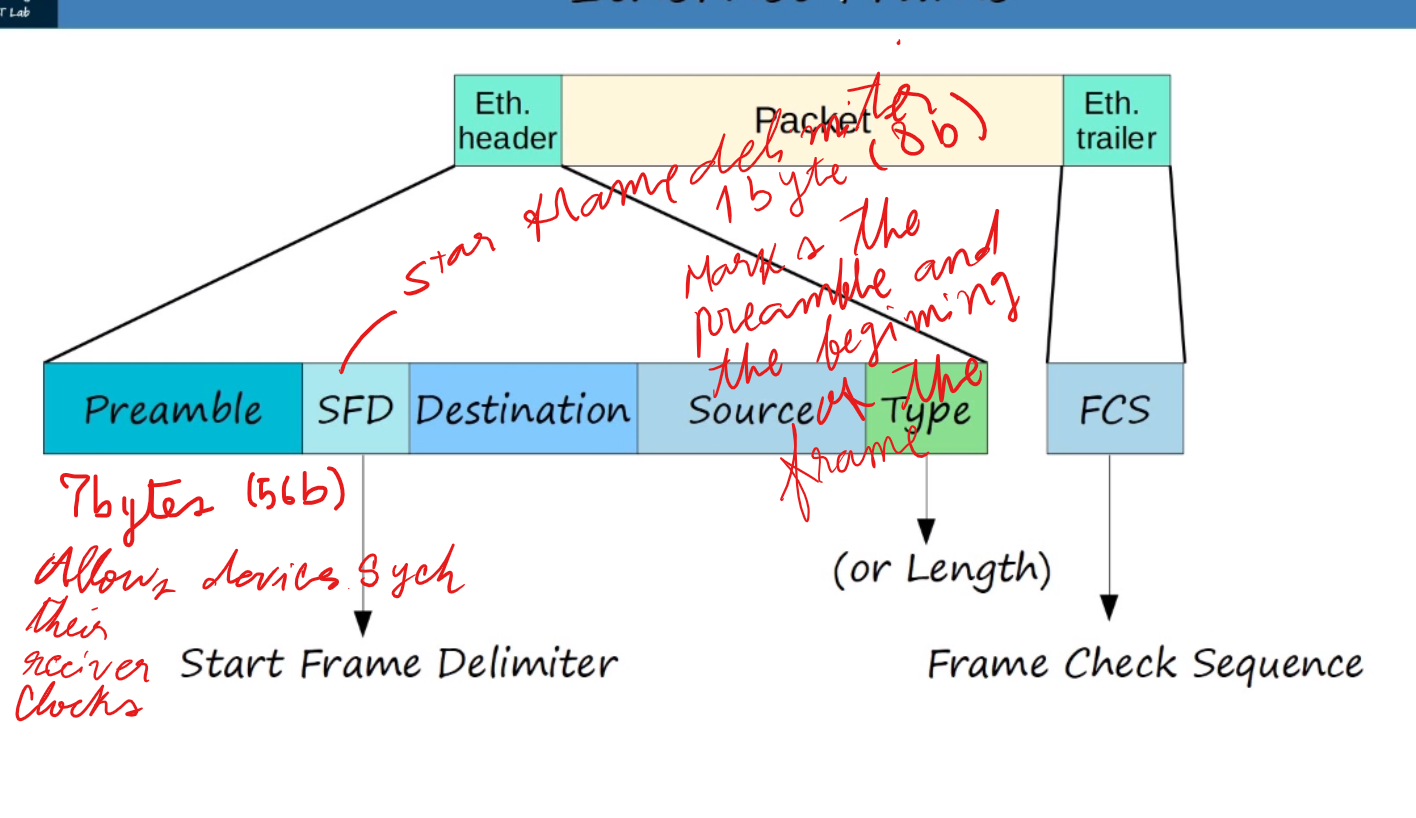 T Lab
Eth.
header
Packet
Eth.
trailer
Star frame delimiter
1 byte (8b)
Marks the
preamble and
the begining
of the
frame
Preamble
SFD
Destination
Source
Type
FCS
7bytes (56b)
Allows devices Sych
their
rciver
Clocks
(or Length)
Start Frame Delimiter
Frame Check Sequence